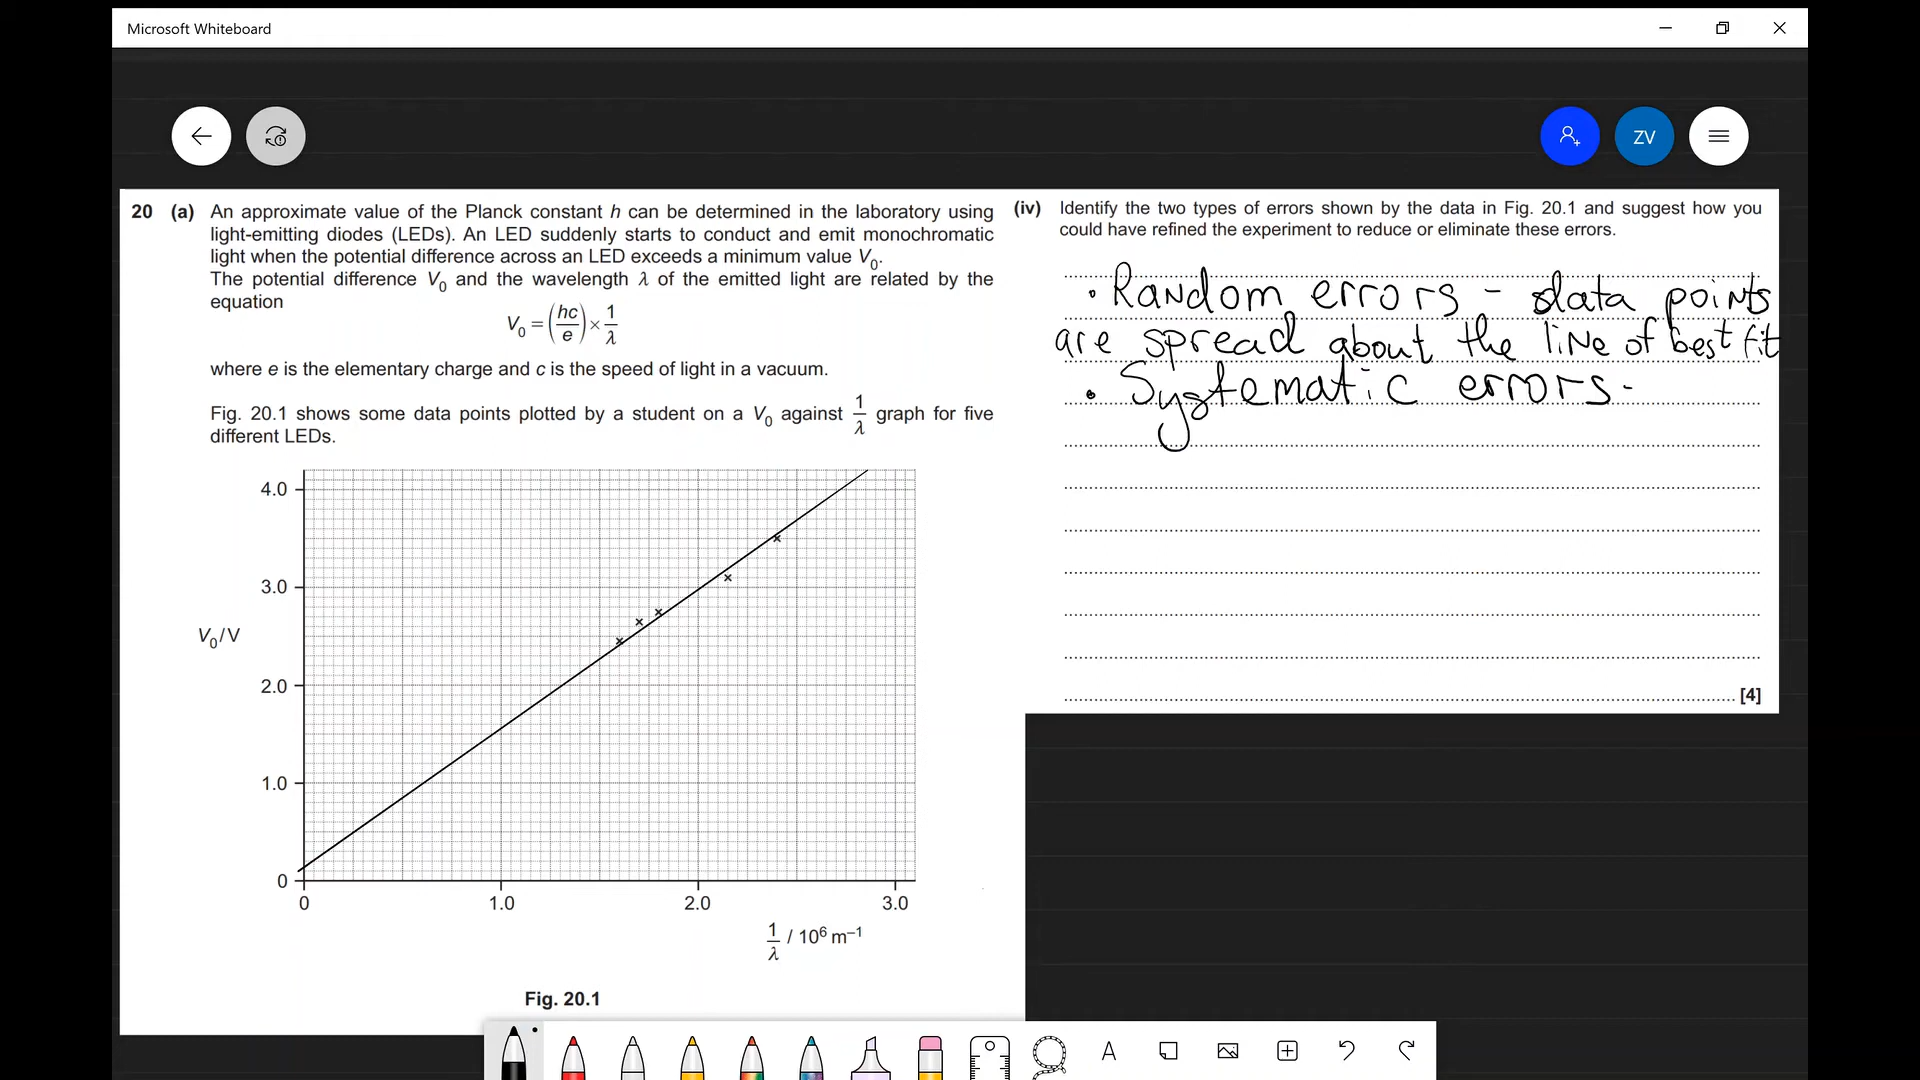 Microsoft Whiteboard
ZV
20 (a) An approximate value of the Planck constant h can be determined in the laboratory using
light-emitting diodes (LEDs). An LED suddenly starts to conduct and emit monochromatic
light when the potential difference across an LED exceeds a minimum value V₀.
The potential difference V₀ and the wavelength λ of the emitted light are related by the
equation
V₀ = (hc/e) × 1/λ
where e is the elementary charge and c is the speed of light in a vacuum.
Fig. 20.1 shows some data points plotted by a student on a V₀ against 1/λ graph for five
different LEDs.
4.0
3.0
V₀/V
2.0
1.0
0
0 1.0 2.0 3.0
1/λ / 10⁶ m⁻¹
Fig. 20.1
(iv) Identify the two types of errors shown by the data in Fig. 20.1 and suggest how you
could have refined the experiment to reduce or eliminate these errors.
• Random errors - data points
are spread about the line of best fit
• Systematic errors -
[4]
A